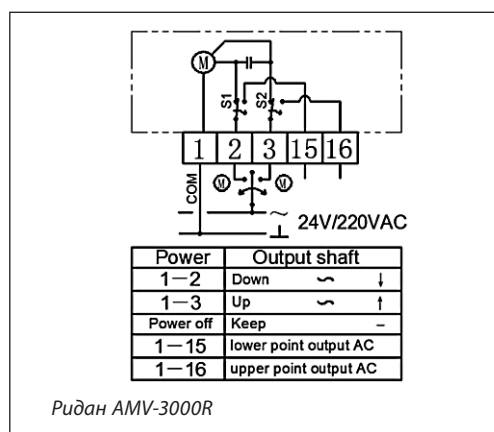 M
S1
S2
1 2 3 15 16
COM
M M
~ 24V/220VAC
Power Output shaft
1—2 Down ~ ↓
1—3 Up ~ ↑
Power off Keep –
1—15 lower point output AC
1—16 upper point output AC
Ридан AMV-3000R